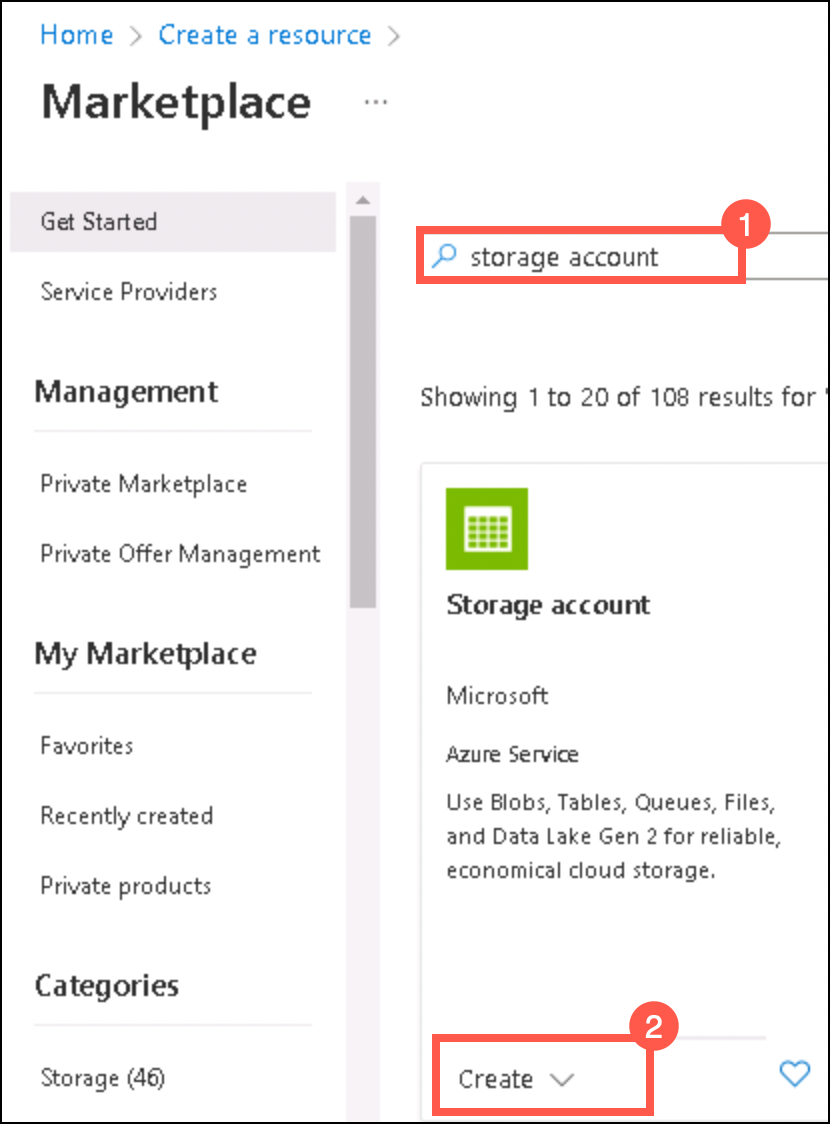 Home > Create a resource >
Marketplace ...
Get Started
Service Providers
Management
Private Marketplace
Private Offer Management
My Marketplace
Favorites
Recently created
Private products
Categories
Storage (46)
1
storage account
Showing 1 to 20 of 108 results for '
Storage account
Microsoft
Azure Service
Use Blobs, Tables, Queues, Files,
and Data Lake Gen 2 for reliable,
economical cloud storage.
2
Create